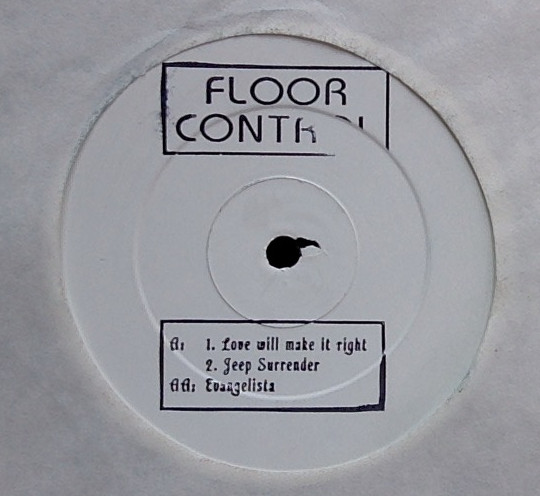 FLOOR
CONTROL
A: 1. Love will make it right
2. Jeep Surrender
AA: Evangelista